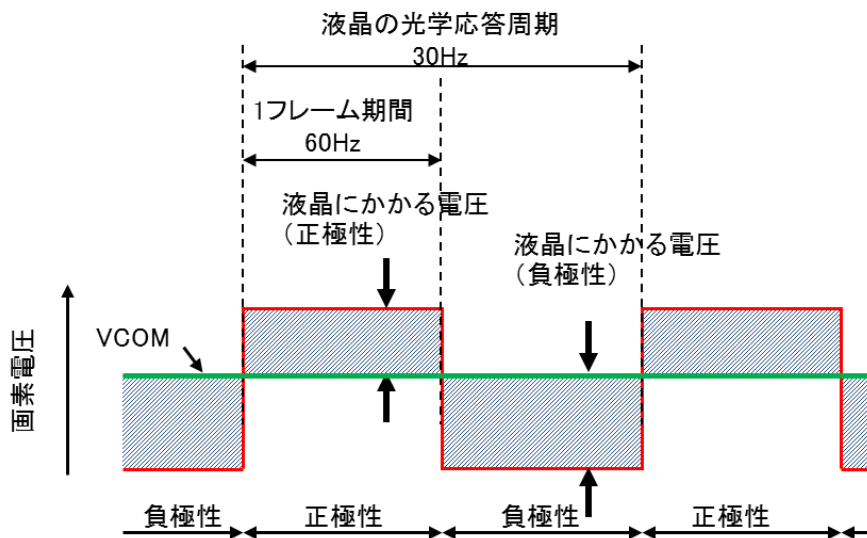 液晶の光学応答周期
30Hz
1フレーム期間
60Hz
液晶にかかる電圧
（正極性）
液晶にかかる電圧
（負極性）
VCOM
画素電圧
負極性
正極性
負極性
正極性